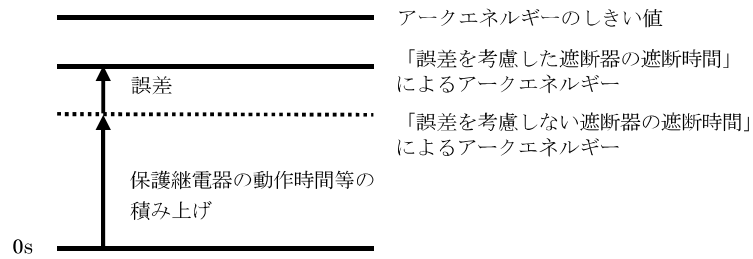 アークエネルギーのしきい値
「誤差を考慮した遮断器の遮断時間」
によるアークエネルギー
誤差
「誤差を考慮しない遮断器の遮断時間」
によるアークエネルギー
保護継電器の動作時間等の
積み上げ
0s